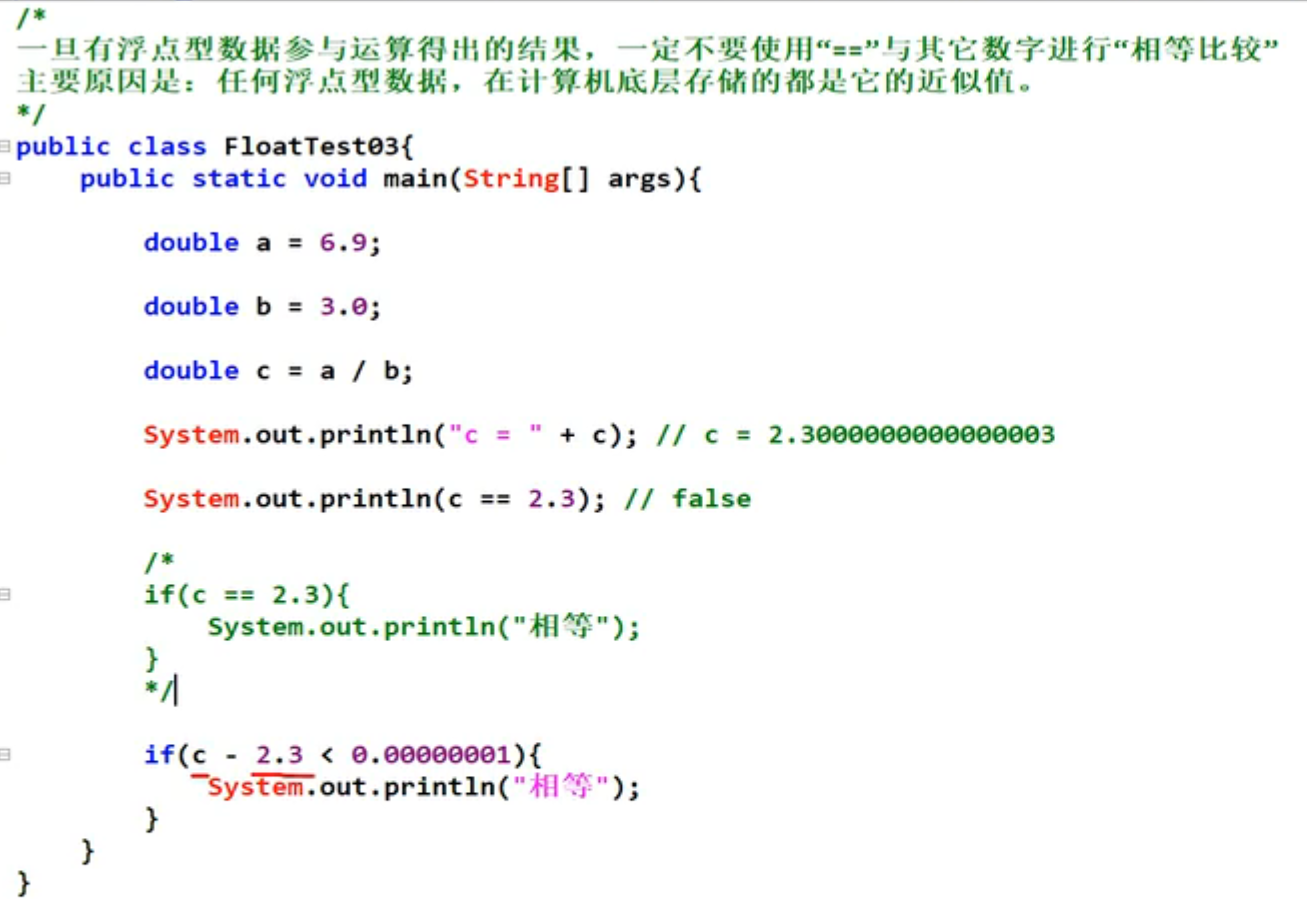 /*
一旦有浮点型数据参与运算得出的结果，一定不要使用“==”与其它数字进行“相等比较”
主要原因是：任何浮点型数据，在计算机底层存储的都是它的近似值。
*/
public class FloatTest03{
public static void main(String[] args){
double a = 6.9;
double b = 3.0;
double c = a / b;
System.out.println("c = " + c); // c = 2.3000000000000003
System.out.println(c == 2.3); // false
/*
if(c == 2.3){
System.out.println("相等");
}
*/
if(c - 2.3 < 0.00000001){
System.out.println("相等");
}
}
}